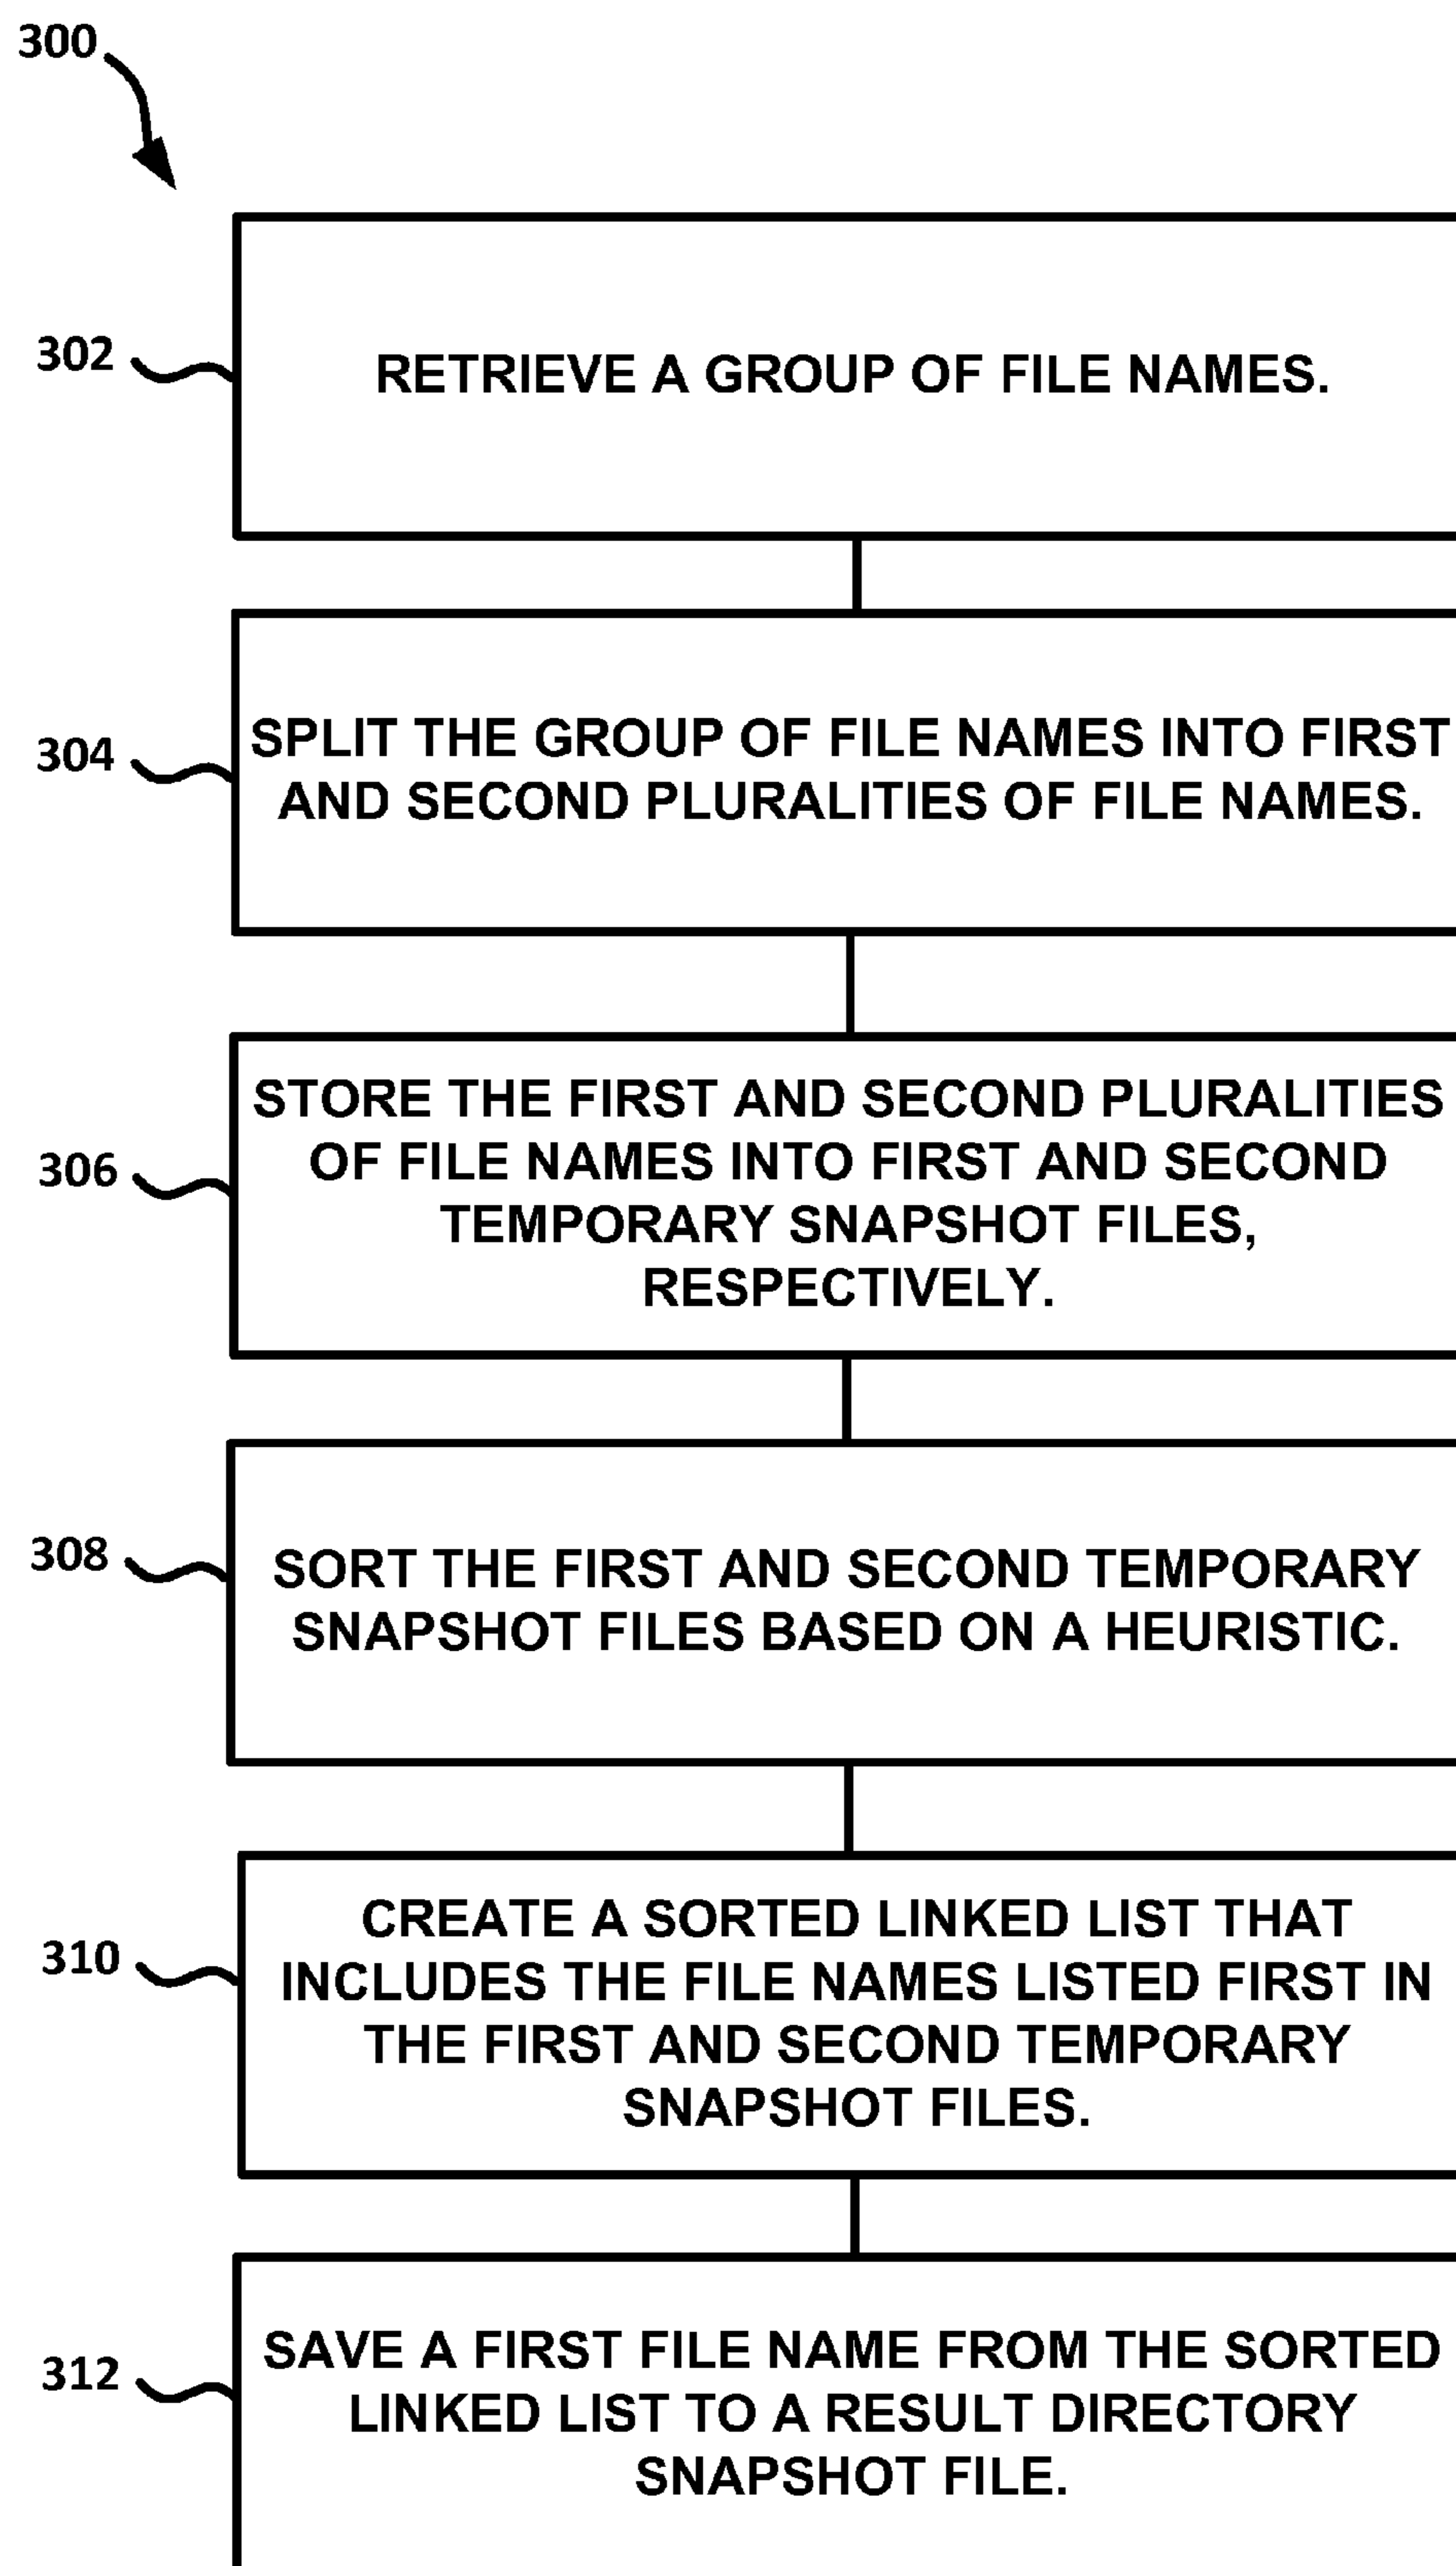 300
302
RETRIEVE A GROUP OF FILE NAMES.
304
SPLIT THE GROUP OF FILE NAMES INTO FIRST
AND SECOND PLURALITIES OF FILE NAMES.
306
STORE THE FIRST AND SECOND PLURALITIES
OF FILE NAMES INTO FIRST AND SECOND
TEMPORARY SNAPSHOT FILES,
RESPECTIVELY.
308
SORT THE FIRST AND SECOND TEMPORARY
SNAPSHOT FILES BASED ON A HEURISTIC.
310
CREATE A SORTED LINKED LIST THAT
INCLUDES THE FILE NAMES LISTED FIRST IN
THE FIRST AND SECOND TEMPORARY
SNAPSHOT FILES.
312
SAVE A FIRST FILE NAME FROM THE SORTED
LINKED LIST TO A RESULT DIRECTORY
SNAPSHOT FILE.